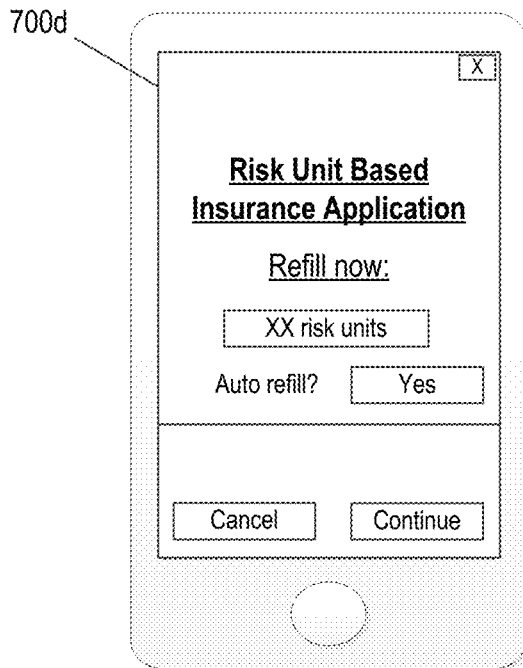 700d
X
Risk Unit Based
Insurance Application
Refill now:
XX risk units
Auto refill? Yes
Cancel Continue